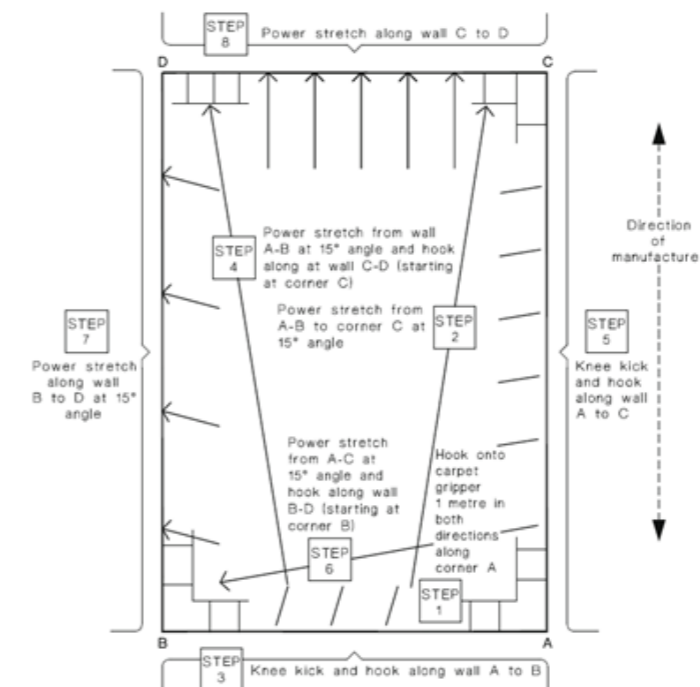 STEP
8
Power stretch along wall C to D
D
C
STEP
4
Power stretch from wall
A-B at 15° angle and hook
along at wall C-D (starting
at corner C)
Direction
of
manufacture
Power stretch from
A-B to corner C at
15° angle
STEP
2
STEP
7
Power stretch
along wall
B to D at 15°
angle
STEP
5
Knee kick
and hook
along wall
A to C
Power stretch
from A-C at
15° angle and
hook along wall
B-D (starting at
corner B)
Hook onto
carpet
gripper
1 metre in
both
directions
along
corner A
STEP
6
STEP
1
B
A
STEP
3
Knee kick and hook along wall A to B